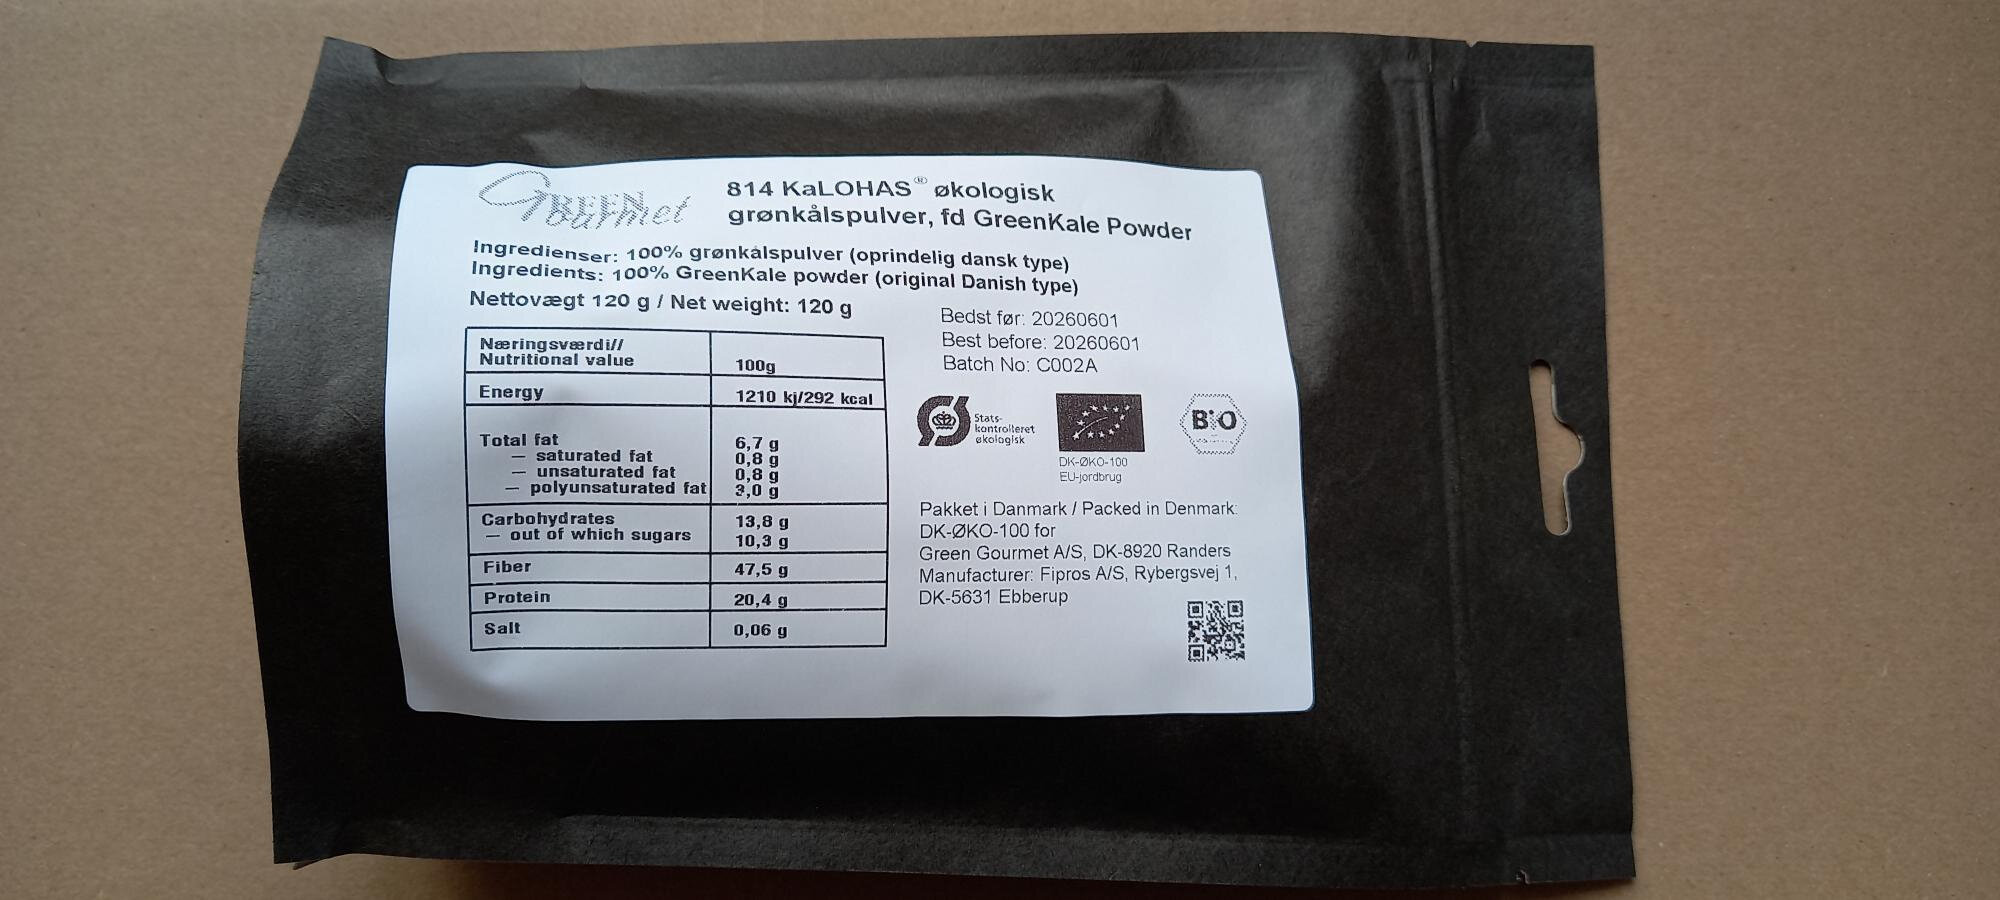 GREEN
Gourmet
814 KaLOHAS® økologisk
grønkålspulver, fd GreenKale Powder
Ingredienser: 100% grønkålspulver (oprindelig dansk type)
Ingredients: 100% GreenKale powder (original Danish type)
Nettovægt 120 g / Net weight: 120 g
Bedst før: 20260601
Best before: 20260601
Batch No: C002A
Næringsværdi//
Nutritional value 100g
Energy 1210 kj/292 kcal
Total fat 6,7 g
— saturated fat 0,8 g
— unsaturated fat 0,8 g
— polyunsaturated fat 3,0 g
Carbohydrates 13,8 g
— out of which sugars 10,3 g
Fiber 47,5 g
Protein 20,4 g
Salt 0,06 g
Stats-
kontrolleret
økologisk
DK-ØKO-100
EU-jordbrug
BiO
Pakket i Danmark / Packed in Denmark:
DK-ØKO-100 for
Green Gourmet A/S, DK-8920 Randers
Manufacturer: Fipros A/S, Rybergsvej 1,
DK-5631 Ebberup